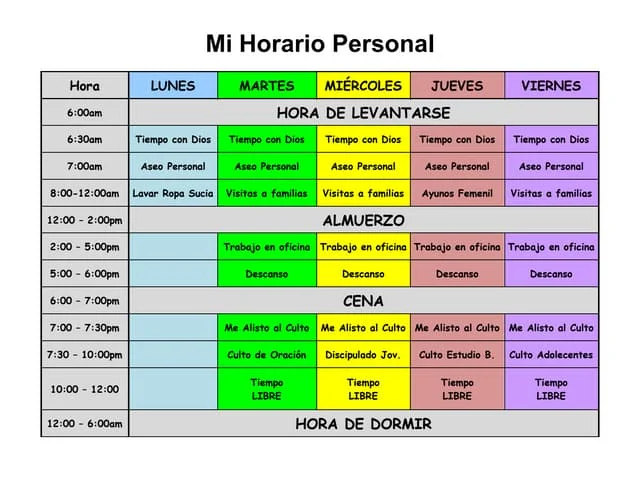 Mi Horario Personal
Hora LUNES MARTES MIÉRCOLES JUEVES VIERNES
6:00am HORA DE LEVANTARSE
6:30am Tiempo con Dios Tiempo con Dios Tiempo con Dios Tiempo con Dios Tiempo con Dios
7:00am Aseo Personal Aseo Personal Aseo Personal Aseo Personal Aseo Personal
8:00-12:00am Lavar Ropa Sucia Visitas a familias Visitas a familias Ayunos Femenil Visitas a familias
12:00 - 2:00pm ALMUERZO
2:00 - 5:00pm Trabajo en oficina Trabajo en oficina Trabajo en oficina Trabajo en oficina
5:00 - 6:00pm Descanso Descanso Descanso Descanso
6:00 - 7:00pm CENA
7:00 - 7:30pm Me Alisto al Culto Me Alisto al Culto Me Alisto al Culto Me Alisto al Culto
7:30 - 10:00pm Culto de Oración Discipulado Jov. Culto Estudio B. Culto Adolecentes
10:00 - 12:00 Tiempo LIBRE Tiempo LIBRE Tiempo LIBRE Tiempo LIBRE
12:00 - 6:00am HORA DE DORMIR